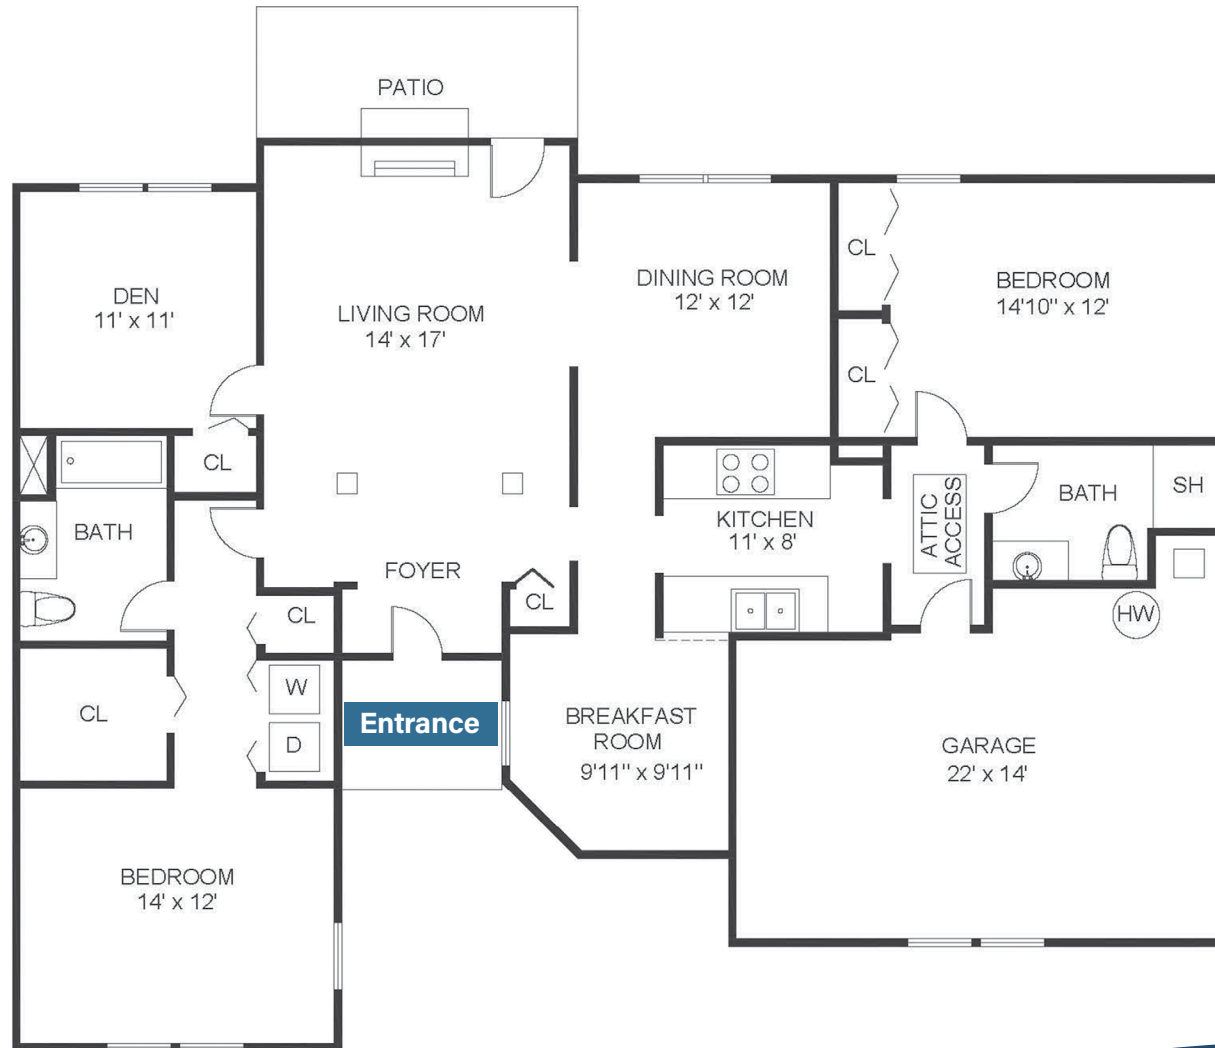 PATIO
DEN
11' x 11'
LIVING ROOM
14' x 17'
DINING ROOM
12' x 12'
CL
BEDROOM
14'10" x 12'
CL
CL
BATH
KITCHEN
11' x 8'
ATTIC
ACCESS
BATH
SH
FOYER
CL
CL
HW
CL
W
D
Entrance
BREAKFAST
ROOM
9'11" x 9'11"
GARAGE
22' x 14'
BEDROOM
14' x 12'